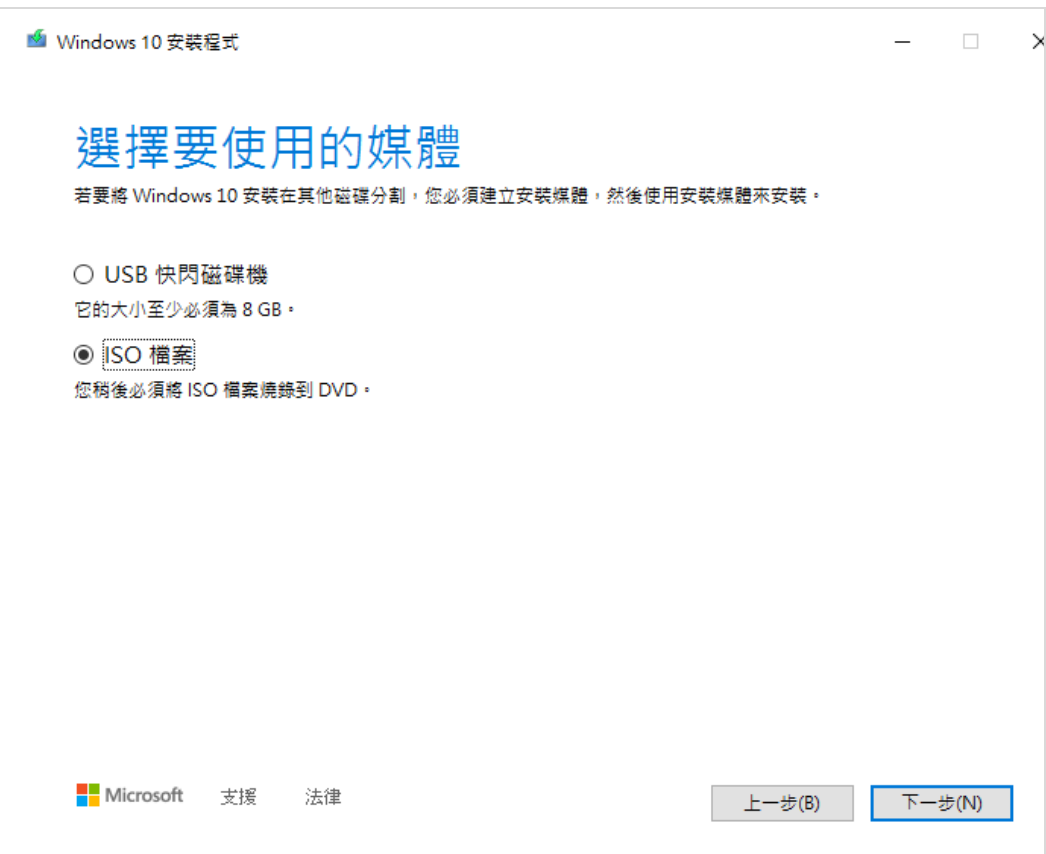 Windows 10 安裝程式
選擇要使用的媒體
若要將 Windows 10 安裝在其他磁碟分割，您必須建立安裝媒體，然後使用安裝媒體來安裝。
USB 快閃磁碟機
它的大小至少必須為 8 GB。
ISO 檔案
您稍後必須將 ISO 檔案燒錄到 DVD。
Microsoft 支援 法律 上一步(B) 下一步(N)